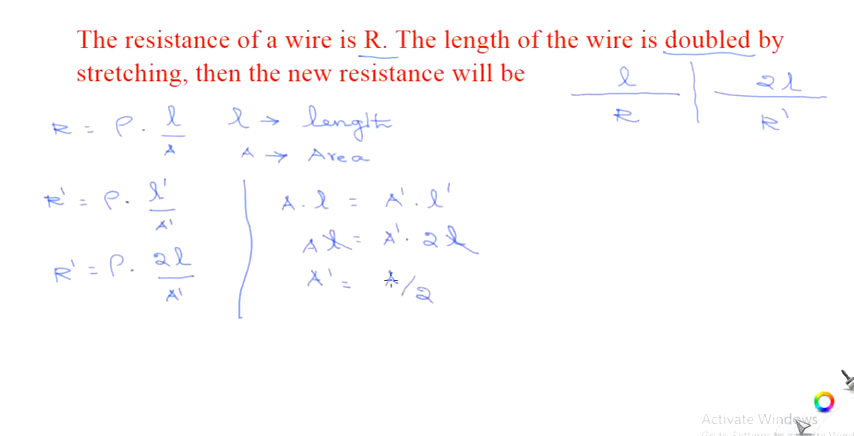 The resistance of a wire is R. The length of the wire is doubled by
stretching, then the new resistance will be
l | 2l
R | R'
R = ρ. l/A l → length
A → Area
R' = ρ. l'/A' | A. l = A'. l'
Al = A'. 2l
R' = ρ. 2l/A' | A' = A/2
Activate Windows